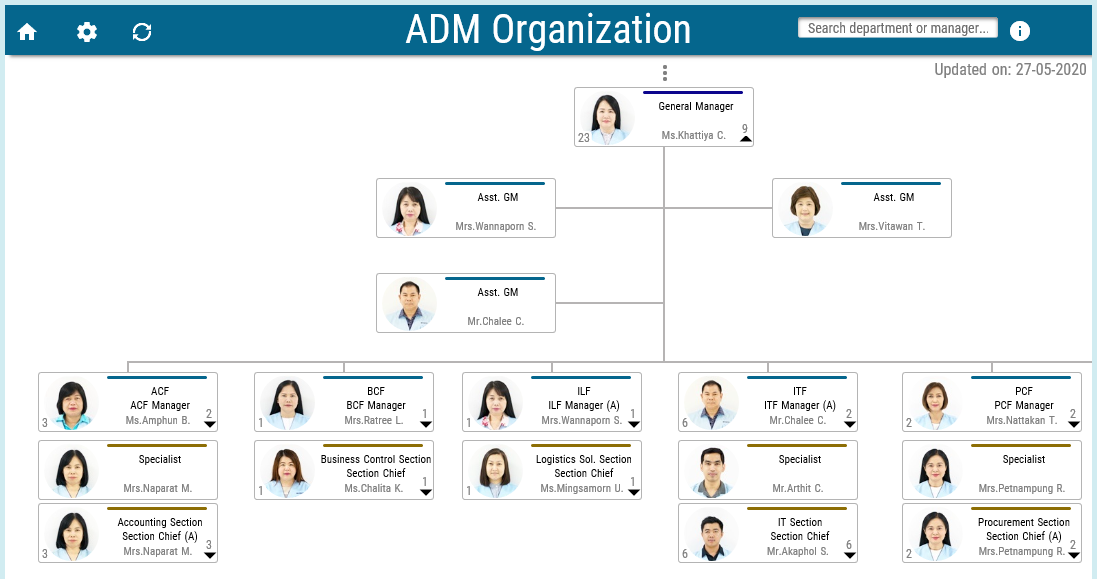 ADM Organization
Search department or manager...
Updated on: 27-05-2020
General Manager
Ms.Khattiya C.
23
9
Asst. GM
Mrs.Wannaporn S.
Asst. GM
Mrs.Vitawan T.
Asst. GM
Mr.Chalee C.
ACF
ACF Manager
Ms.Amphun B.
3
2
BCF
BCF Manager
Mrs.Ratree L.
1
1
ILF
ILF Manager (A)
Mrs.Wannaporn S.
1
1
ITF
ITF Manager (A)
Mr.Chalee C.
6
2
PCF
PCF Manager
Mrs.Nattakan T.
2
2
Specialist
Mrs.Naparat M.
Business Control Section
Section Chief
Ms.Chalita K.
1
1
Logistics Sol. Section
Section Chief
Ms.Mingsamorn U.
1
1
Specialist
Mr.Arthit C.
Specialist
Mrs.Petnampung R.
Accounting Section
Section Chief (A)
Mrs.Naparat M.
3
3
IT Section
Section Chief
Mr.Akaphol S.
6
6
Procurement Section
Section Chief (A)
Mrs.Petnampung R.
2
2